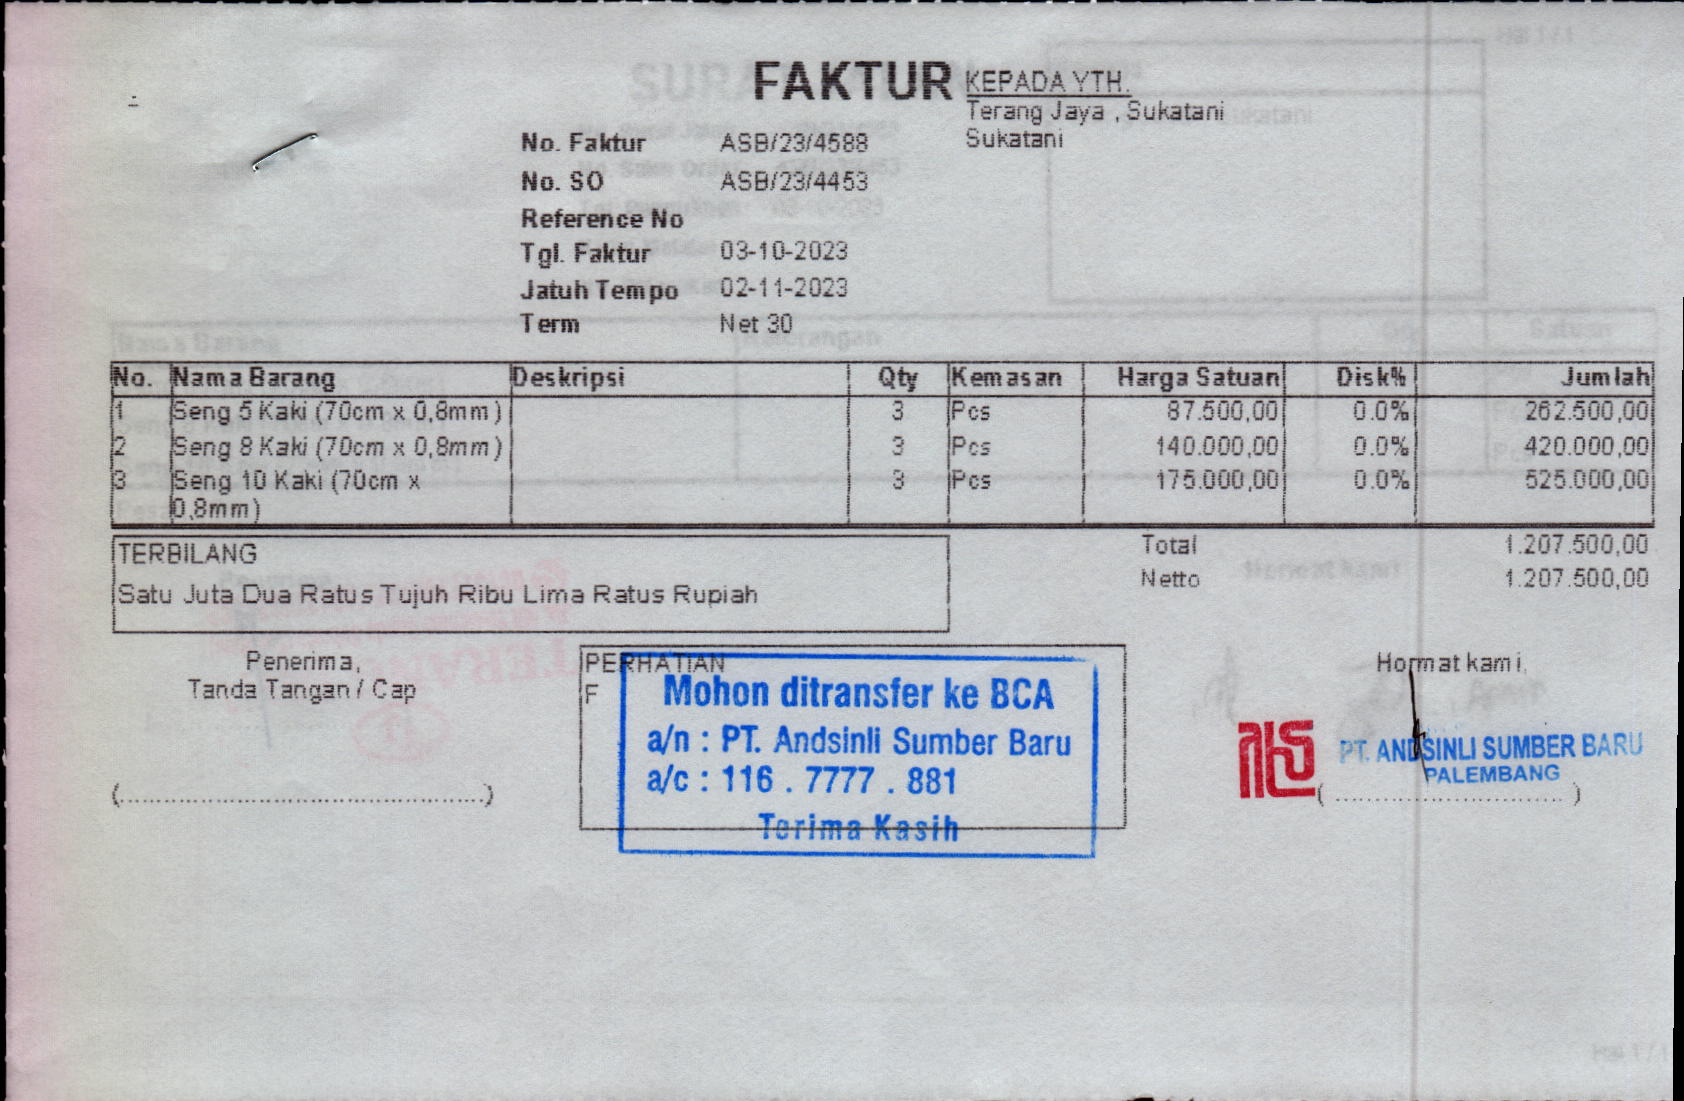 FAKTUR
KEPADA YTH.
Terang Jaya , Sukatani
Sukatani
No. Faktur ASB/23/4588
No. SO ASB/23/4453
Reference No
Tgl. Faktur 03-10-2023
Jatuh Tempo 02-11-2023
Term Net 30
No. Nama Barang Deskripsi Qty Kemasan Harga Satuan Disk% Jumlah
1 Seng 5 Kaki (70cm x 0,8mm) 3 Pcs 87.500,00 0.0% 262.500,00
2 Seng 8 Kaki (70cm x 0,8mm) 3 Pcs 140.000,00 0.0% 420.000,00
3 Seng 10 Kaki (70cm x 3 Pcs 175.000,00 0.0% 525.000,00
0,8mm)
TERBILANG
Satu Juta Dua Ratus Tujuh Ribu Lima Ratus Rupiah
Total 1.207.500,00
Netto 1.207.500,00
Penerima,
Tanda Tangan / Cap
PERHATIAN
F
Mohon ditransfer ke BCA
a/n : PT. Andsinli Sumber Baru
a/c : 116 . 7777 . 881
Terima Kasih
Hormat kami,
PT. ANDSINLI SUMBER BARU
PALEMBANG